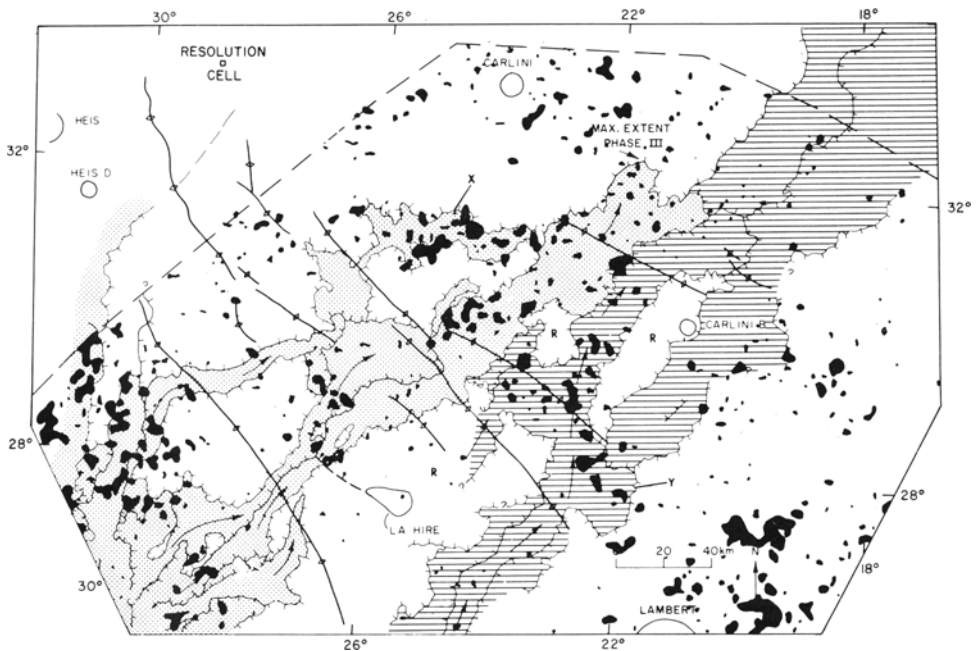 30° 26° 22° 18°
RESOLUTION
CELL
CARLINI
HEIS
MAX. EXTENT
PHASE III
32°
HEIS D
X
32°
?
?
CARLINI B
R
R
28°
R
?
Y
?
28°
LA HIRE
20 40km N
30°
18°
LAMBERT
26°
22°